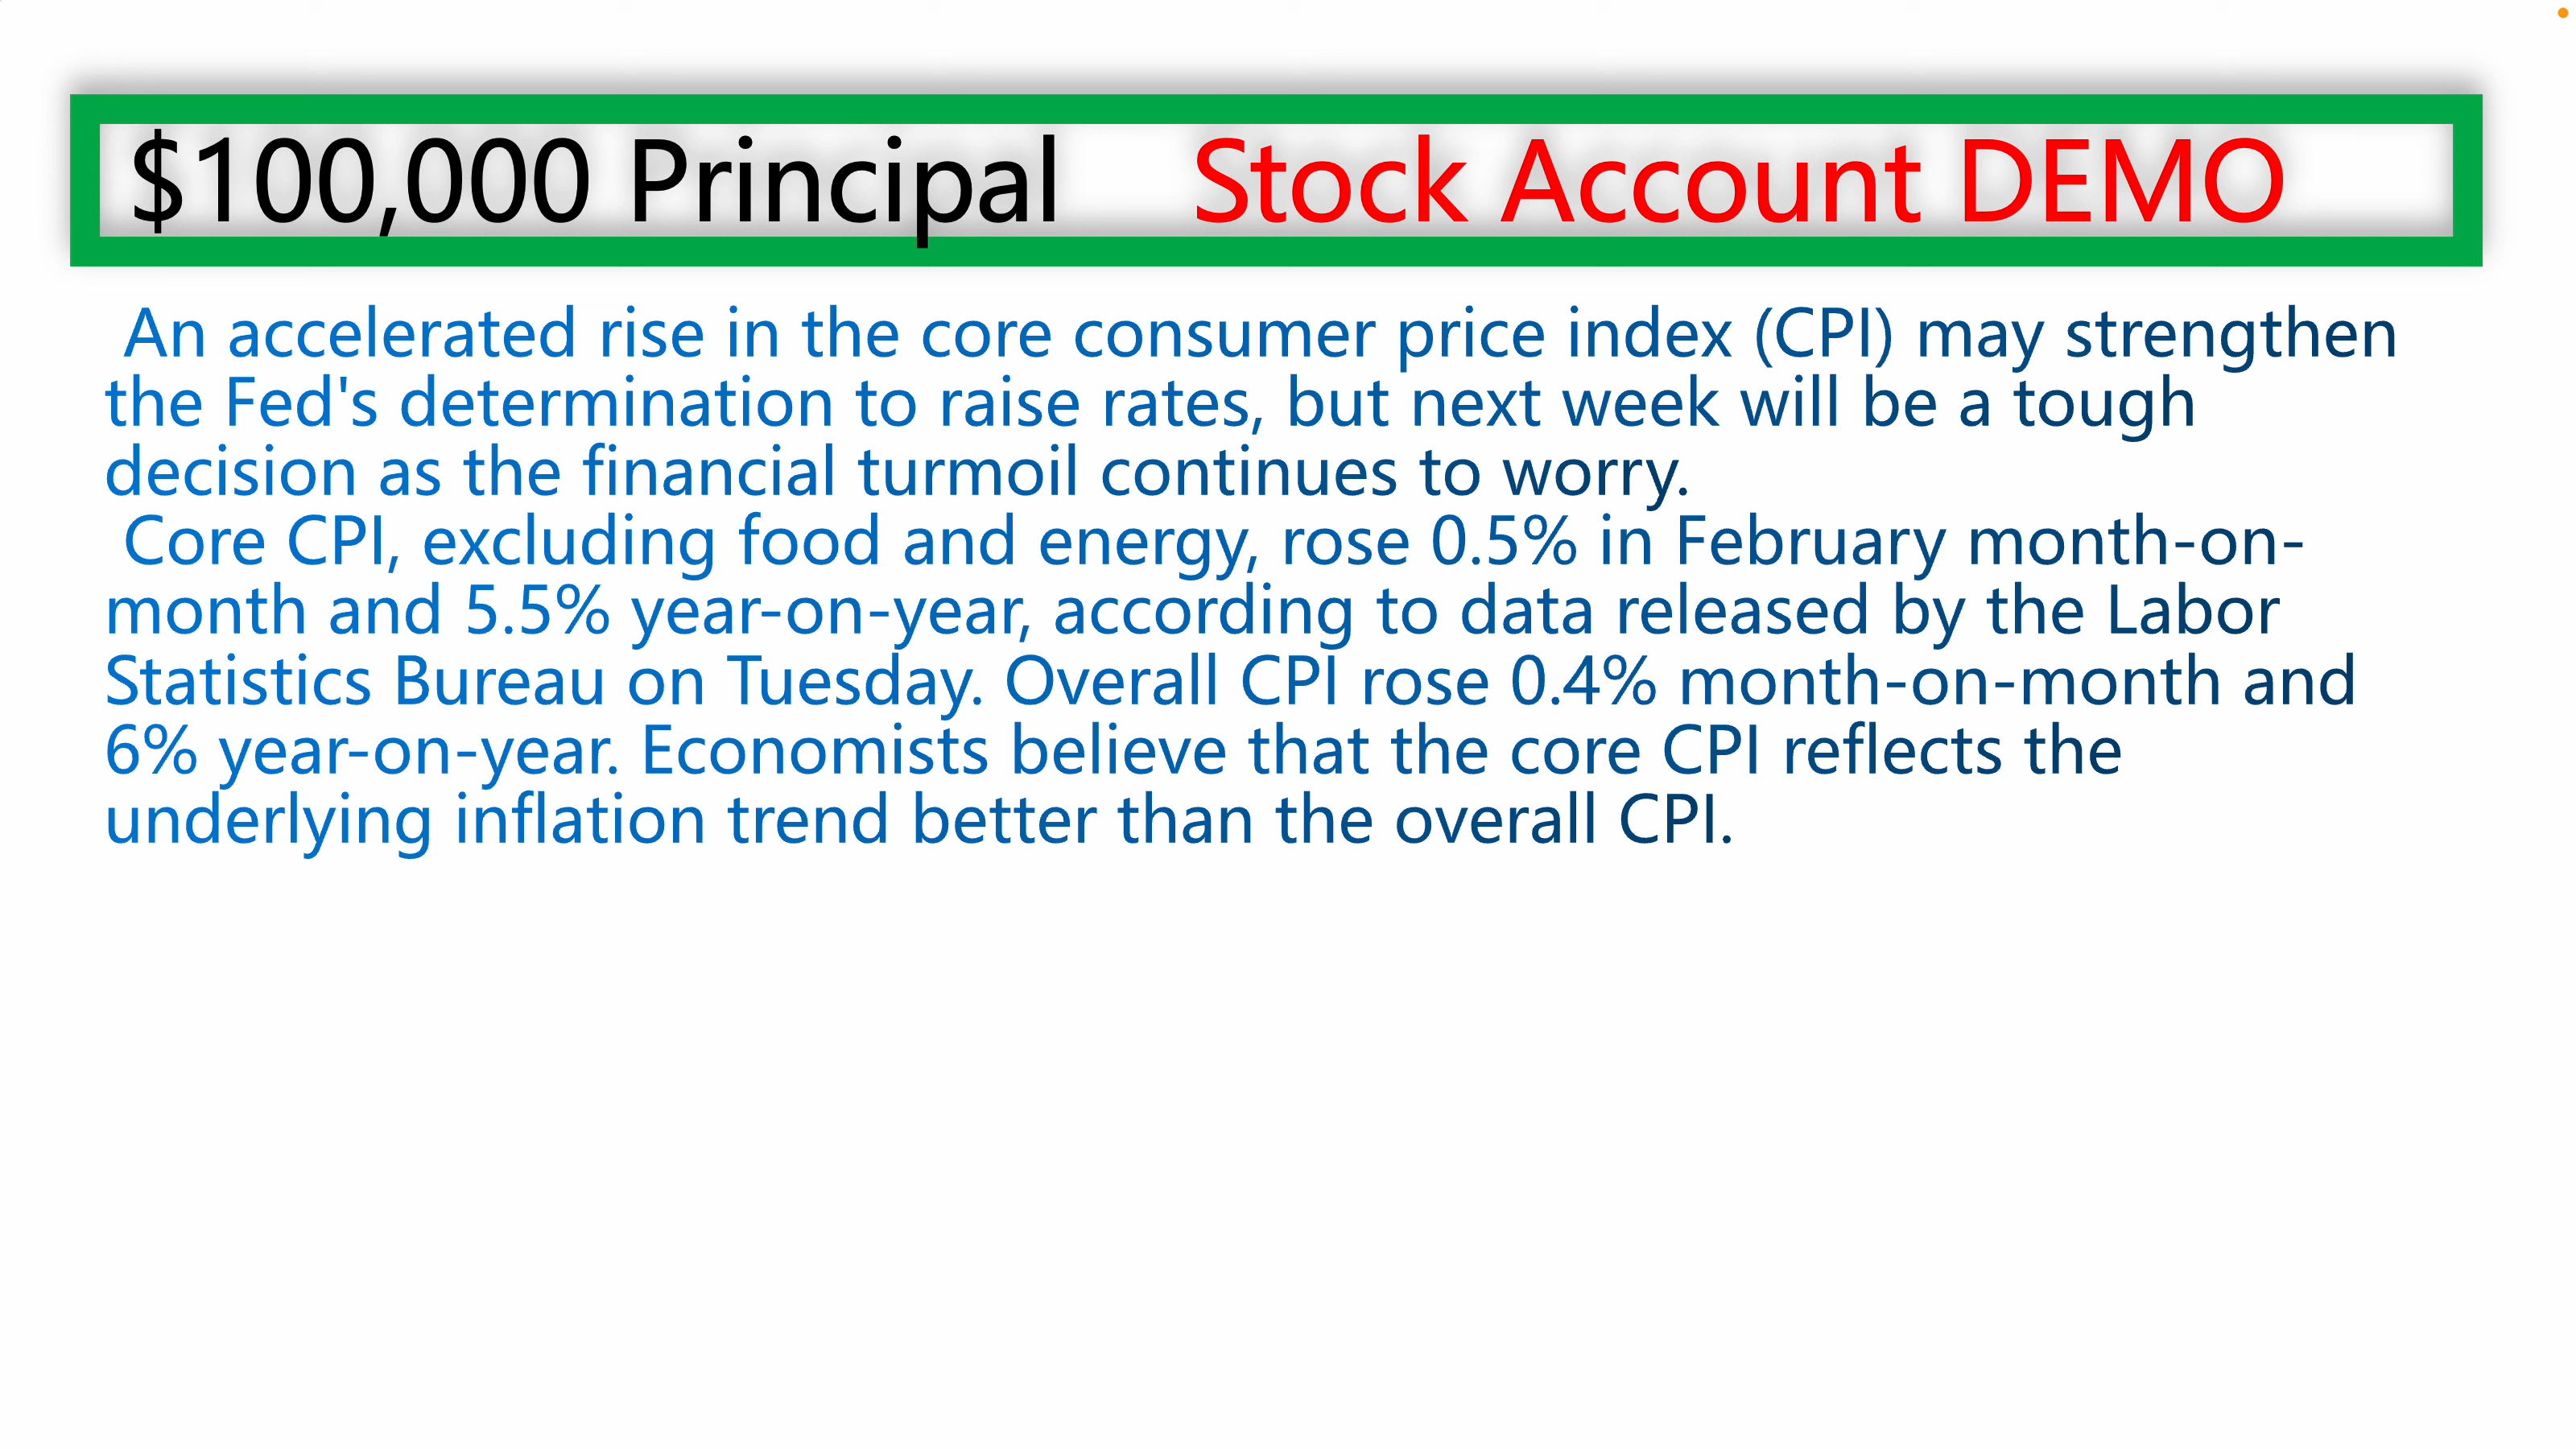 $100,000 Principal Stock Account DEMO
An accelerated rise in the core consumer price index (CPI) may strengthen
the Fed's determination to raise rates, but next week will be a tough
decision as the financial turmoil continues to worry.
Core CPI, excluding food and energy, rose 0.5% in February month-on-
month and 5.5% year-on-year, according to data released by the Labor
Statistics Bureau on Tuesday. Overall CPI rose 0.4% month-on-month and
6% year-on-year. Economists believe that the core CPI reflects the
underlying inflation trend better than the overall CPI.